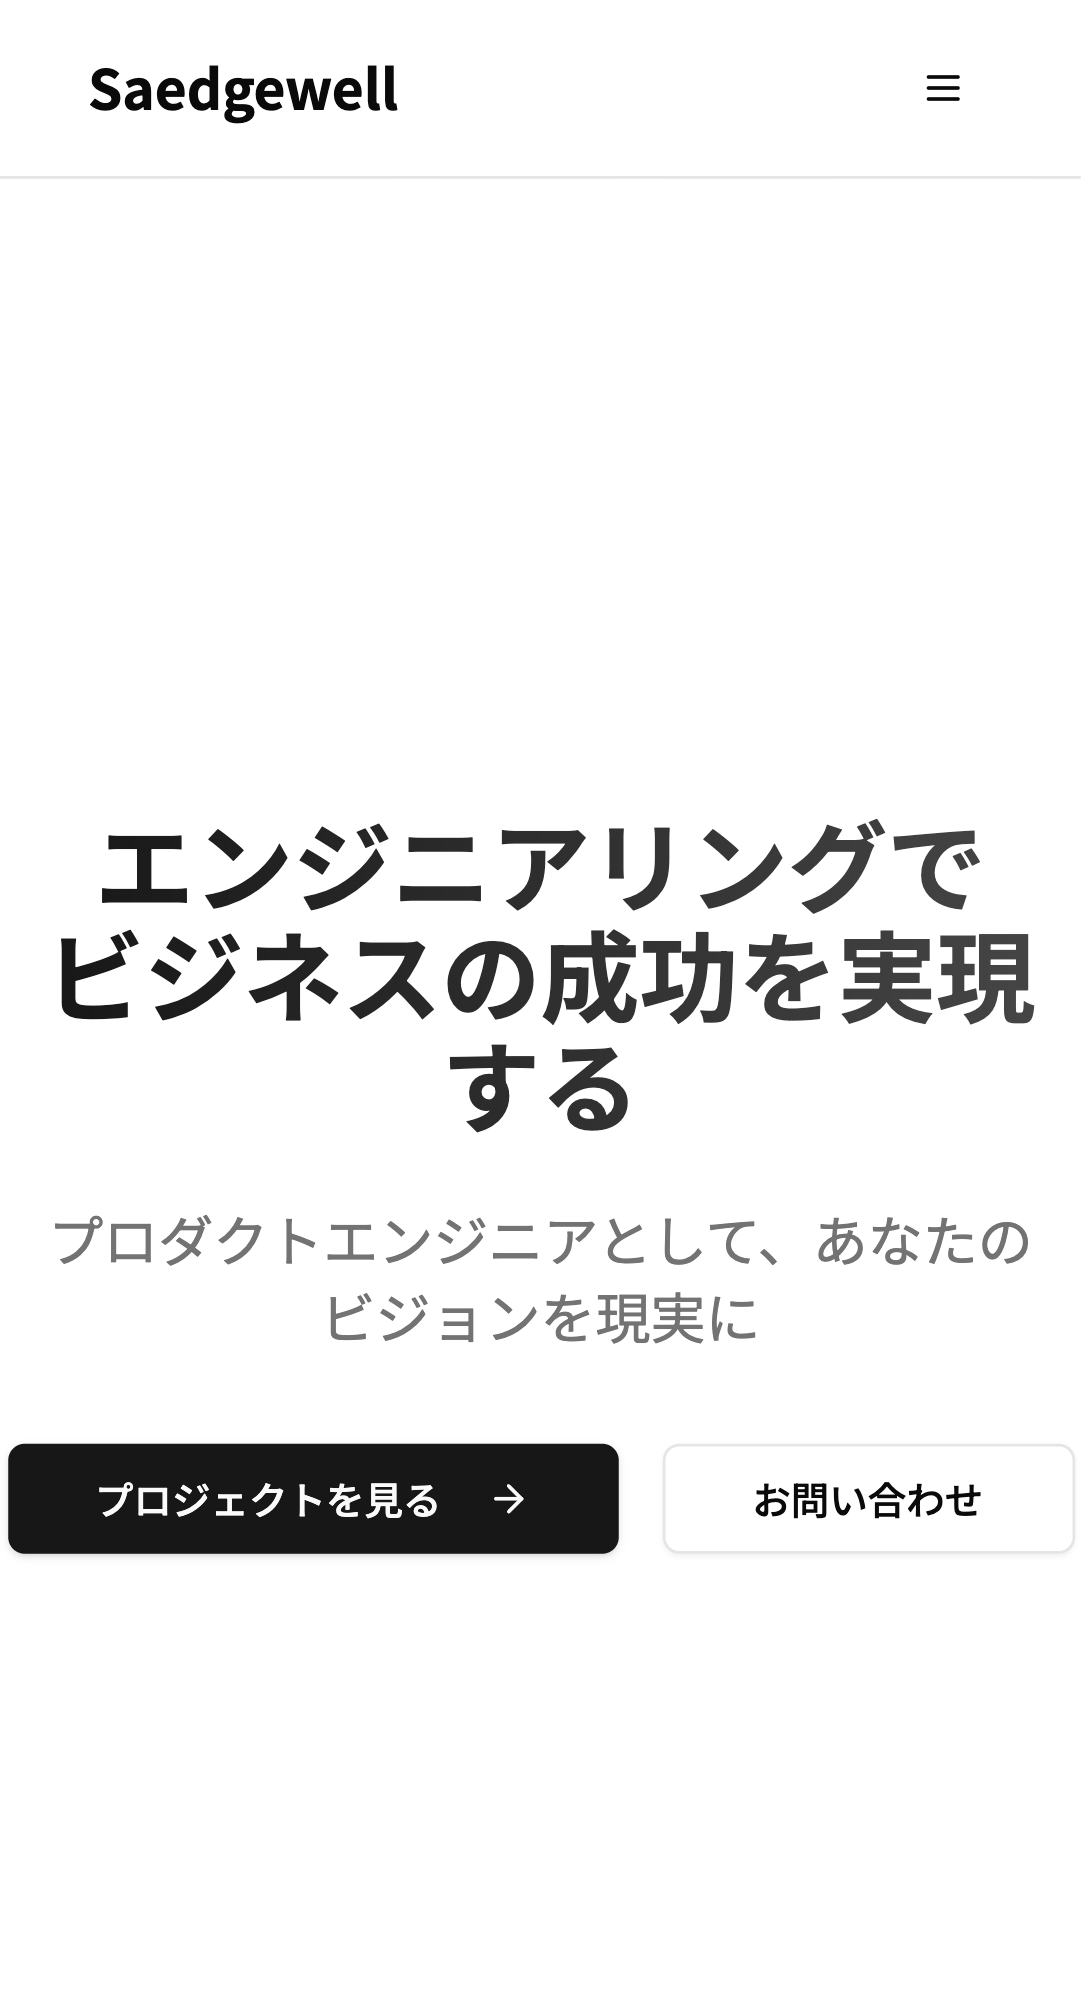 Saedgewell
エンジニアリングで
ビジネスの成功を実現
する
プロダクトエンジニアとして、あなたの
ビジョンを現実に
プロジェクトを見る →
お問い合わせ